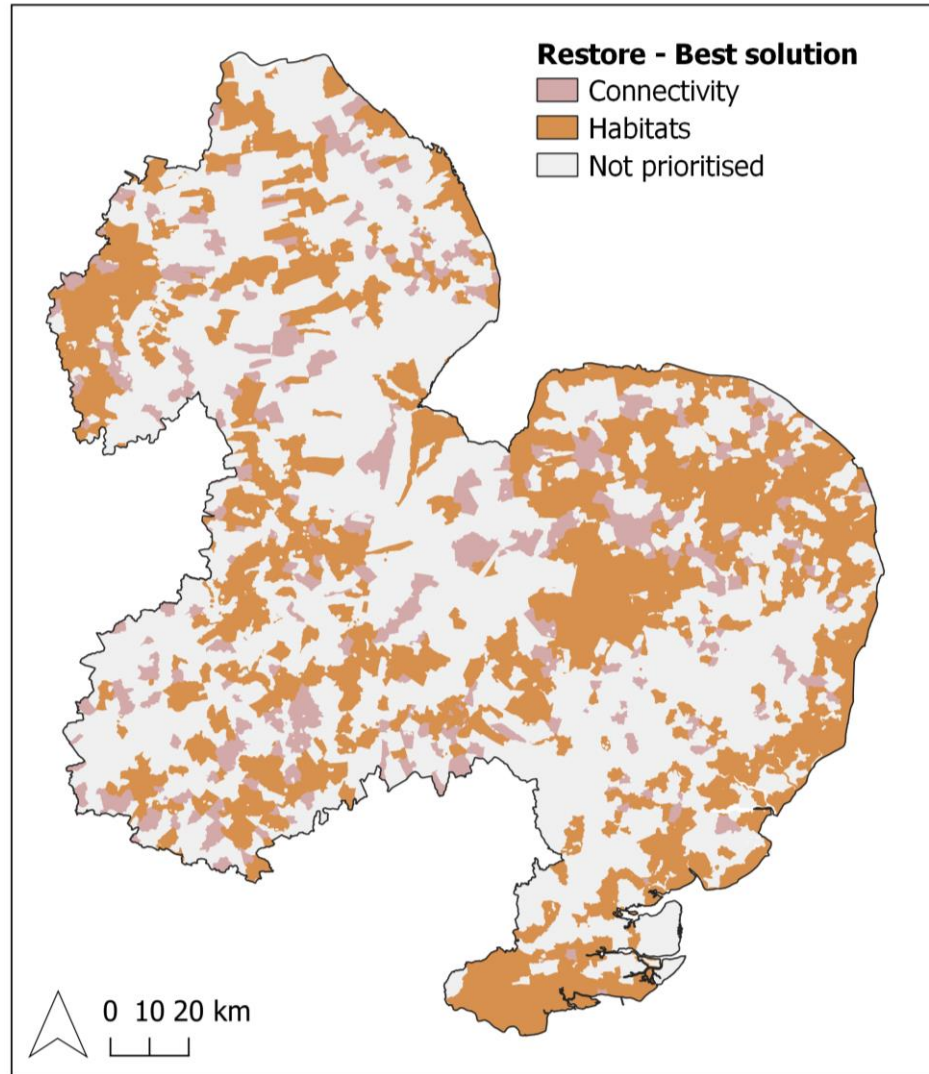 Restore - Best solution
Connectivity
Habitats
Not prioritised
0 10 20 km